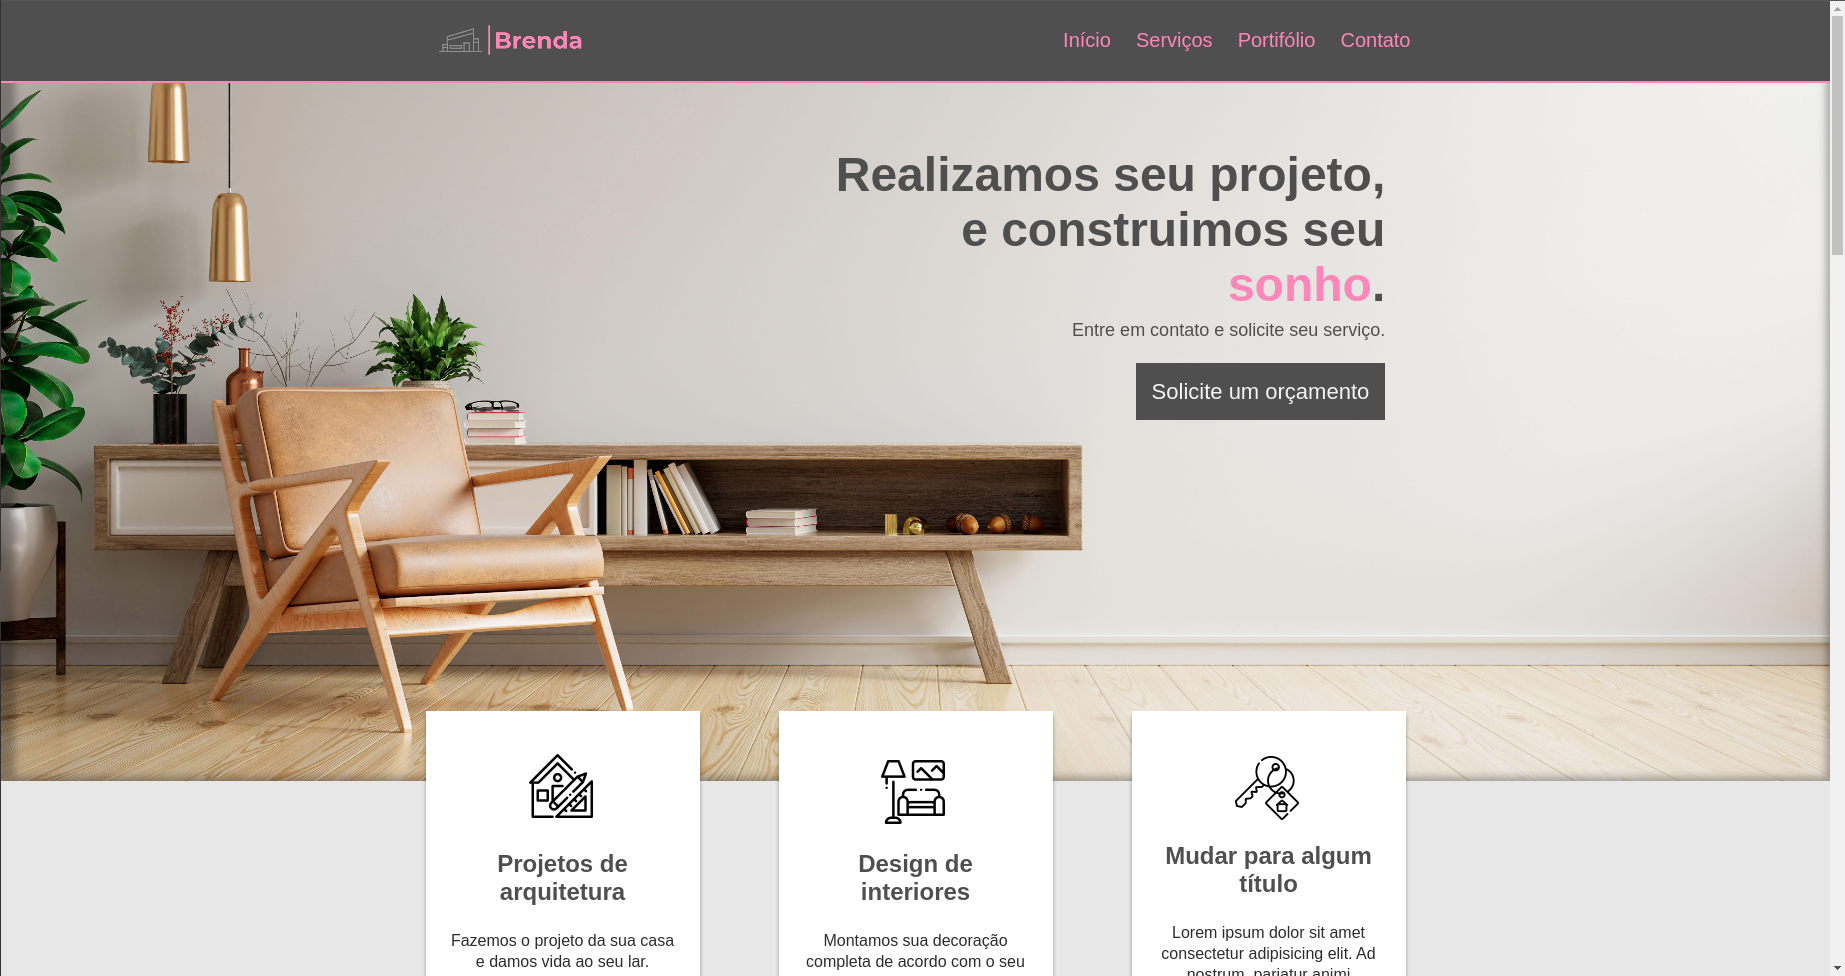 Brenda
Início Serviços Portifólio Contato
Realizamos seu projeto,
e construimos seu
sonho.
Entre em contato e solicite seu serviço.
Solicite um orçamento
Projetos de
arquitetura
Fazemos o projeto da sua casa
e damos vida ao seu lar.
Design de
interiores
Montamos sua decoração
completa de acordo com o seu
Mudar para algum
título
Lorem ipsum dolor sit amet
consectetur adipisicing elit. Ad
nostrum, pariatur animi